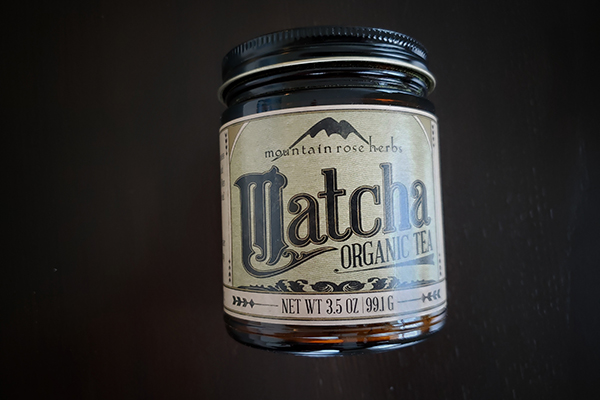 mountain rose herbs
Matcha
ORGANIC TEA
NET WT 3.5 OZ | 99.1 G